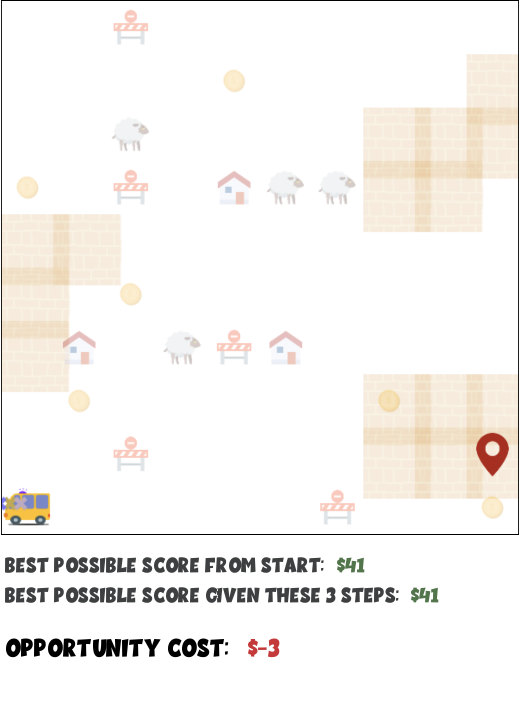 BEST POSSIBLE SCORE FROM START: $41
BEST POSSIBLE SCORE GIVEN THESE 3 STEPS: $41
OPPORTUNITY COST: $-3